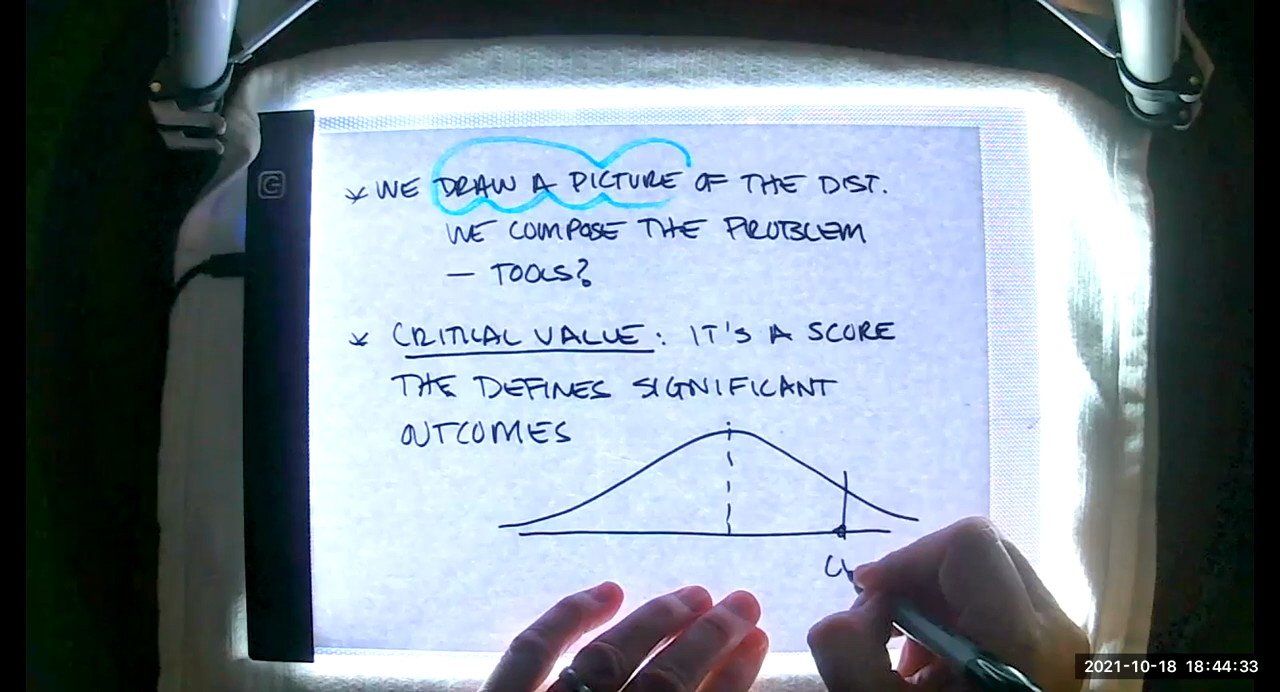 * WE DRAW A PICTURE OF THE DIST.
WE COMPOSE THE PROBLEM
— TOOLS?
* CRITICAL VALUE: IT'S A SCORE
THE DEFINES SIGNIFICANT
OUTCOMES
2021-10-18 18:44:33